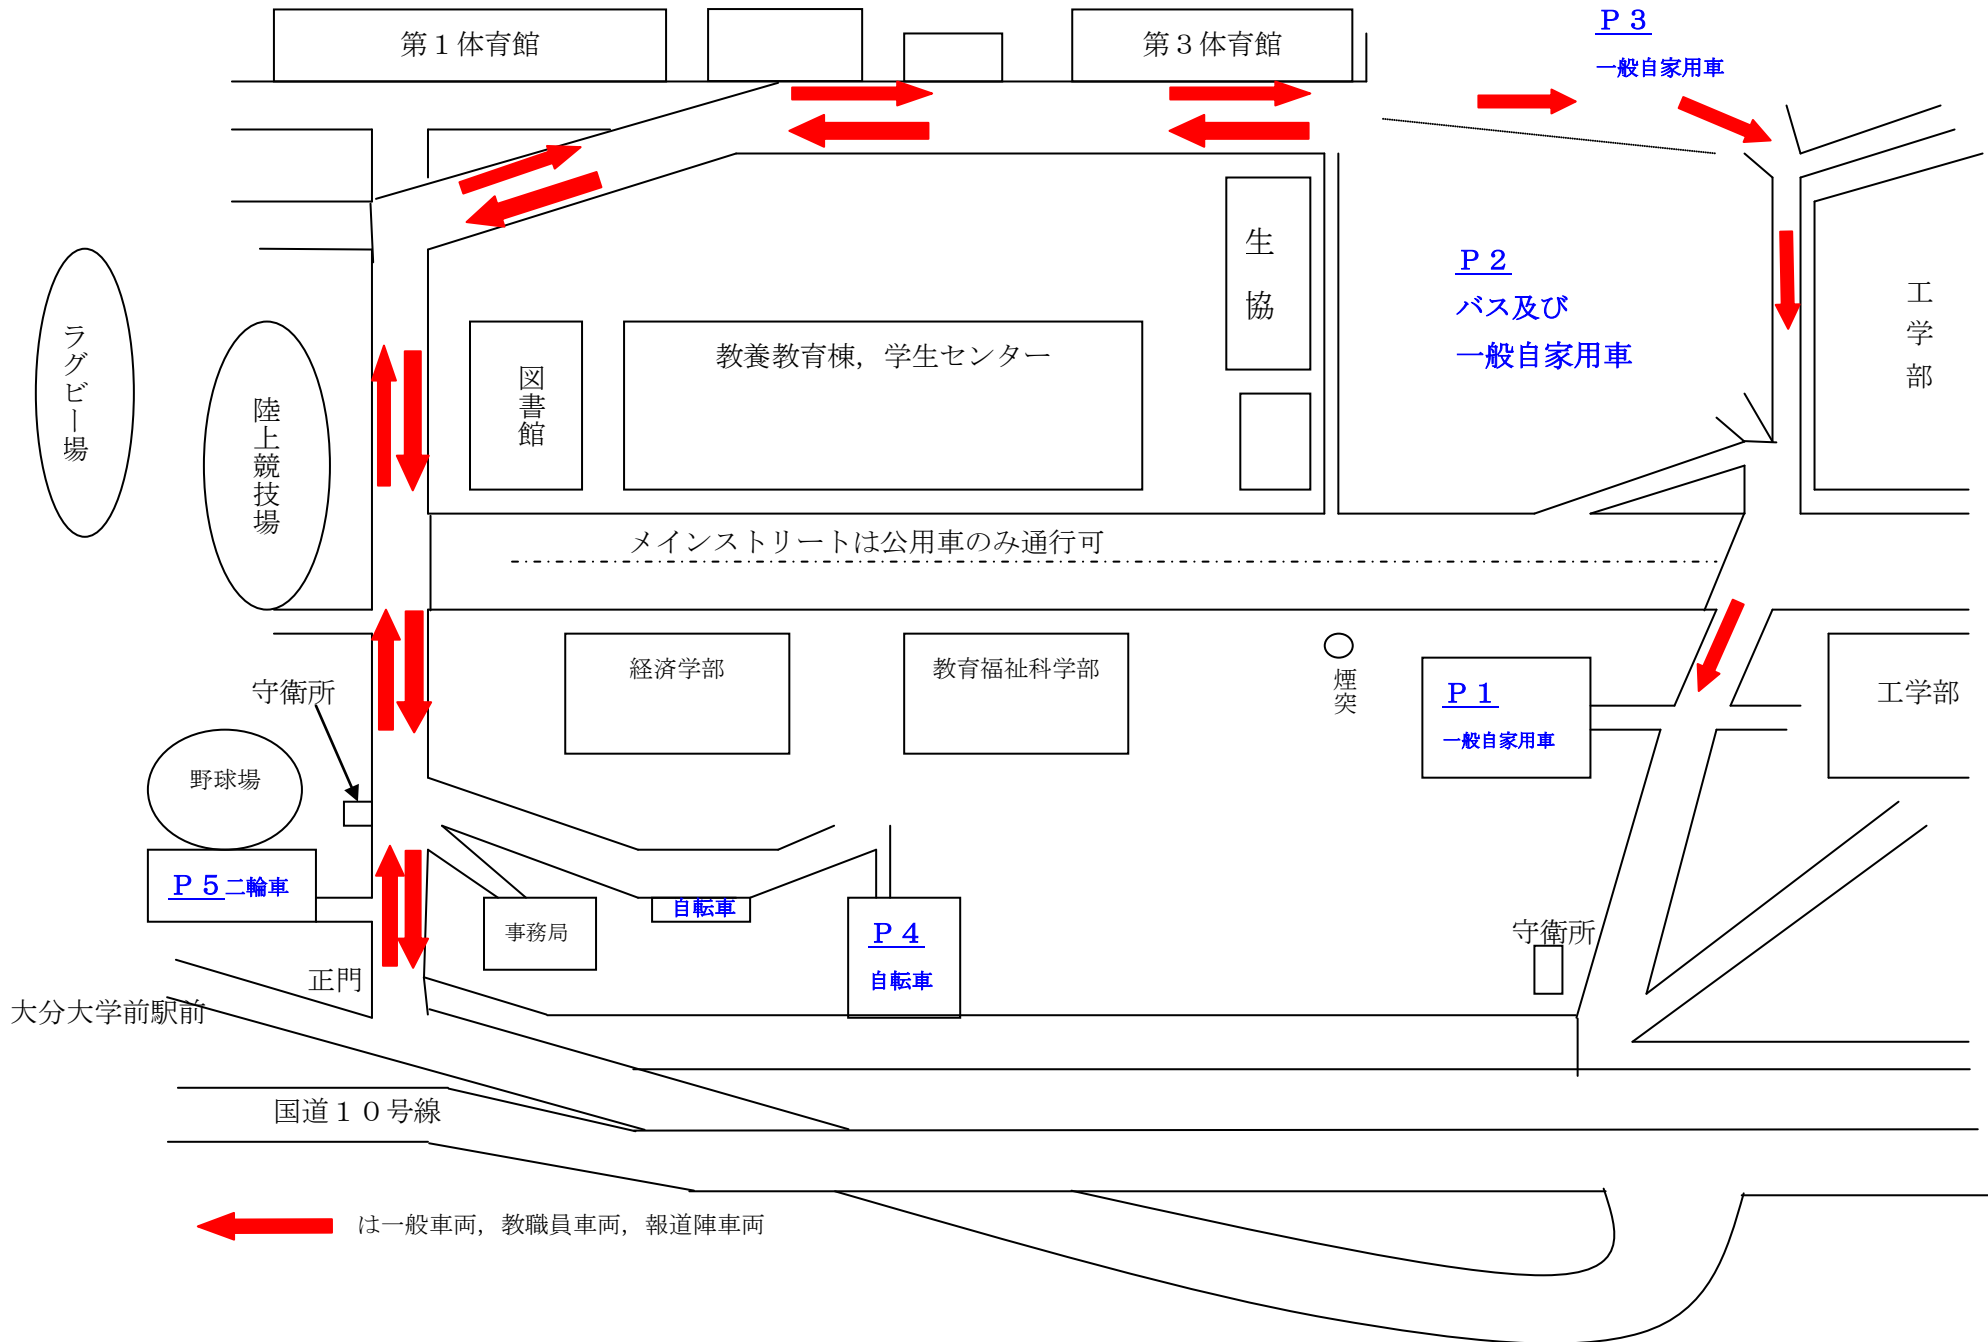 第１体育館
第３体育館
Ｐ３
一般自家用車
生協
Ｐ２
バス及び
一般自家用車
工学部
ラグビー場
陸上競技場
図書館
教養教育棟，学生センター
メインストリートは公用車のみ通行可
経済学部
教育福祉科学部
煙突
Ｐ１
一般自家用車
工学部
守衛所
野球場
Ｐ５二輪車
事務局
自転車
Ｐ４
自転車
守衛所
正門
大分大学前駅前
国道１０号線
は一般車両，教職員車両，報道陣車両